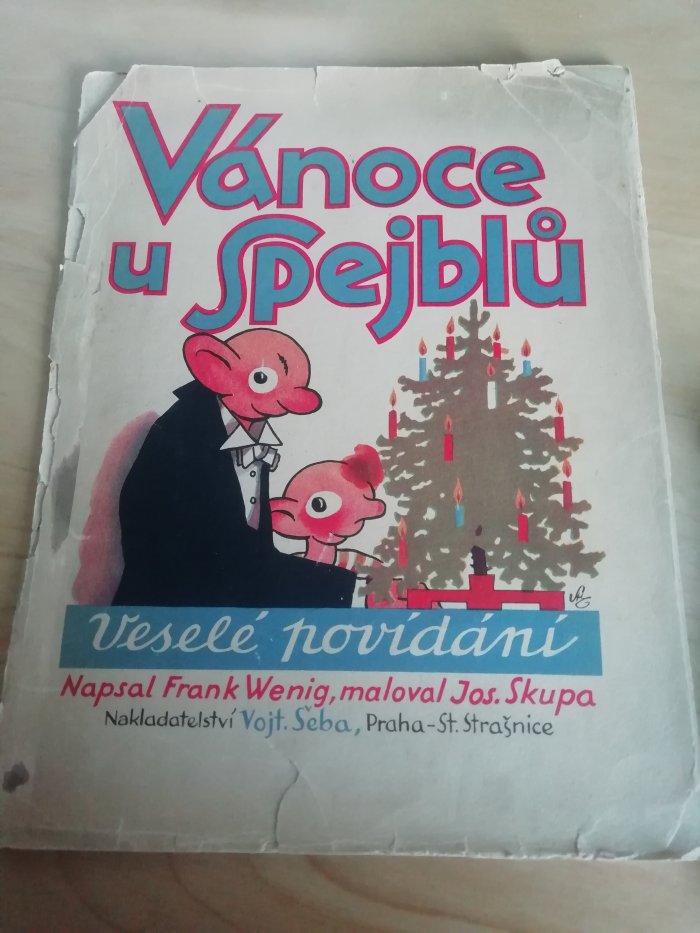 Vánoce
u Spejblů
Veselé povídání
Napsal Frank Wenig, maloval Jos. Skupa
Nakladatelství Vojt. Šeba, Praha-St. Strašnice